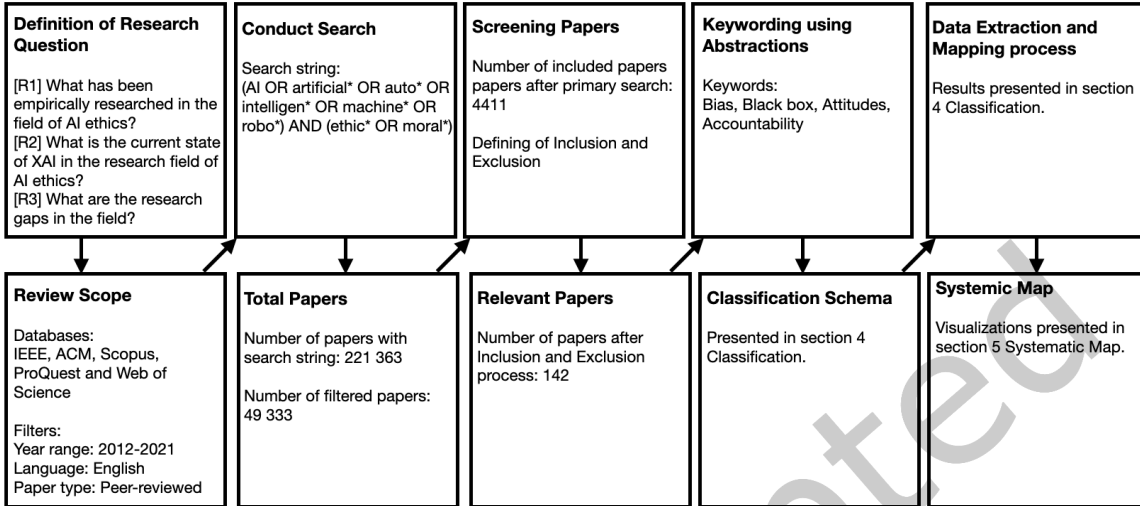 Definition of Research
Question
[R1] What has been
empirically researched in the
field of AI ethics?
[R2] What is the current state
of XAI in the research field of
AI ethics?
[R3] What are the research
gaps in the field?
Review Scope
Databases:
IEEE, ACM, Scopus,
ProQuest and Web of
Science
Filters:
Year range: 2012-2021
Language: English
Paper type: Peer-reviewed
Conduct Search
Search string:
(AI OR artificial* OR auto* OR
intelligen* OR machine* OR
robo*) AND (ethic* OR moral*)
Total Papers
Number of papers with
search string: 221 363
Number of filtered papers:
49 333
Screening Papers
Number of included papers
papers after primary search:
4411
Defining of Inclusion and
Exclusion
Relevant Papers
Number of papers after
Inclusion and Exclusion
process: 142
Keywording using
Abstractions
Keywords:
Bias, Black box, Attitudes,
Accountability
Classification Schema
Presented in section 4
Classification.
Data Extraction and
Mapping process
Results presented in section
4 Classification.
Systemic Map
Visualizations presented in
section 5 Systematic Map.